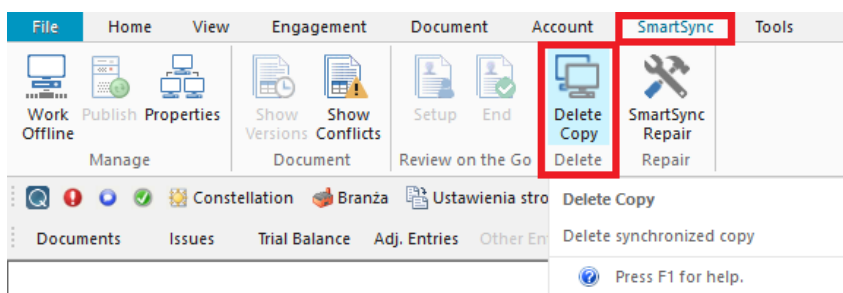 File Home View Engagement Document Account SmartSync Tools
Work Offline Publish Properties Show Versions Show Conflicts Setup End Delete Copy SmartSync Repair
Manage Document Review on the Go Delete Repair
Constellation Branża Ustawienia stro
Documents Issues Trial Balance Adj. Entries Other En
Delete Copy
Delete synchronized copy
Press F1 for help.